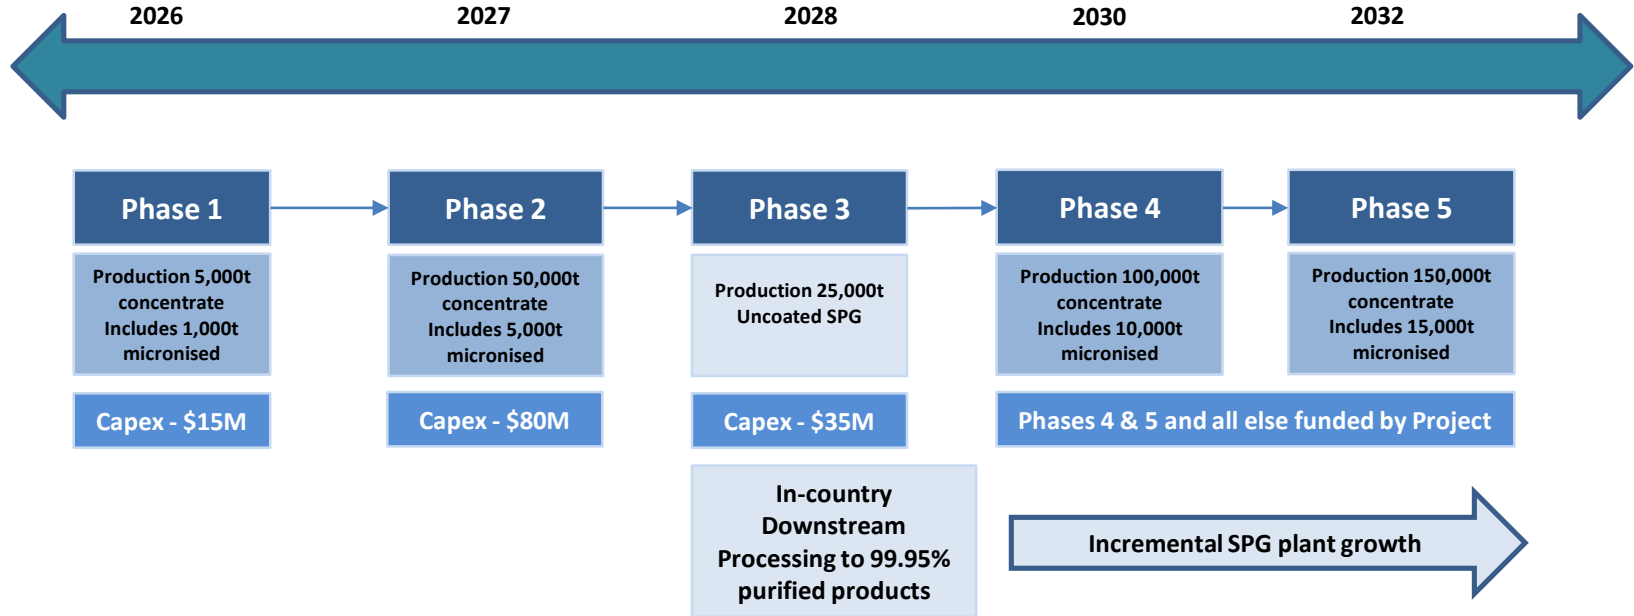 2026
2027
2028
2030
2032
Phase 1
Phase 2
Phase 3
Phase 4
Phase 5
Production 5,000t
concentrate
Includes 1,000t
micronised
Production 50,000t
concentrate
Includes 5,000t
micronised
Production 25,000t
Uncoated SPG
Production 100,000t
concentrate
Includes 10,000t
micronised
Production 150,000t
concentrate
Includes 15,000t
micronised
Capex - $15M
Capex - $80M
Capex - $35M
Phases 4 & 5 and all else funded by Project
In-country
Downstream
Processing to 99.95%
purified products
Incremental SPG plant growth